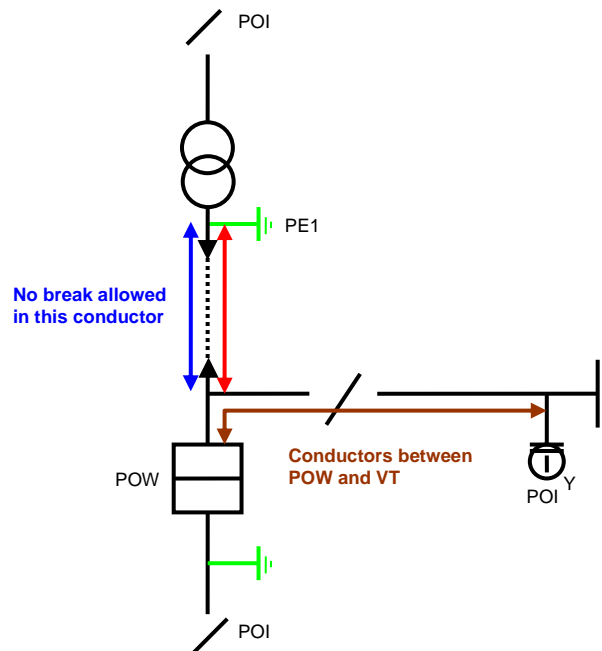 POI
PE1
No break allowed
in this conductor
Conductors between
POW and VT
POW
Y
POI
POI